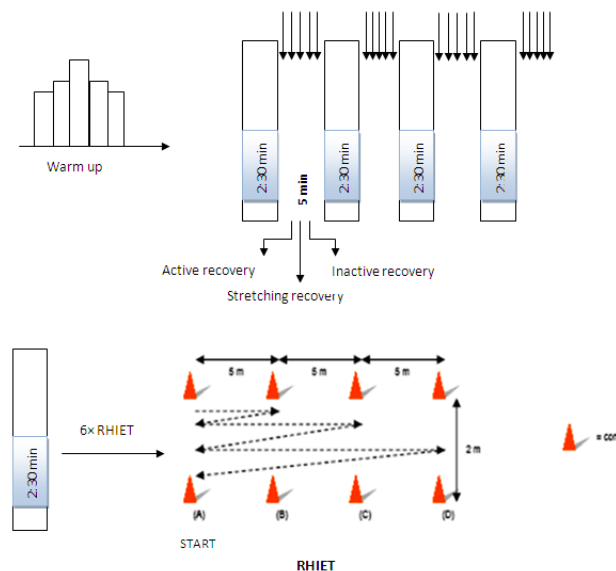 Warm up
2:30 min
5 min
2:30 min
2:30 min
2:30 min
Active recovery
Inactive recovery
Stretching recovery
2:30 min
6× RHIET
5 m
5 m
5 m
2 m
= con
(A)
(B)
(C)
(D)
START
RHIET